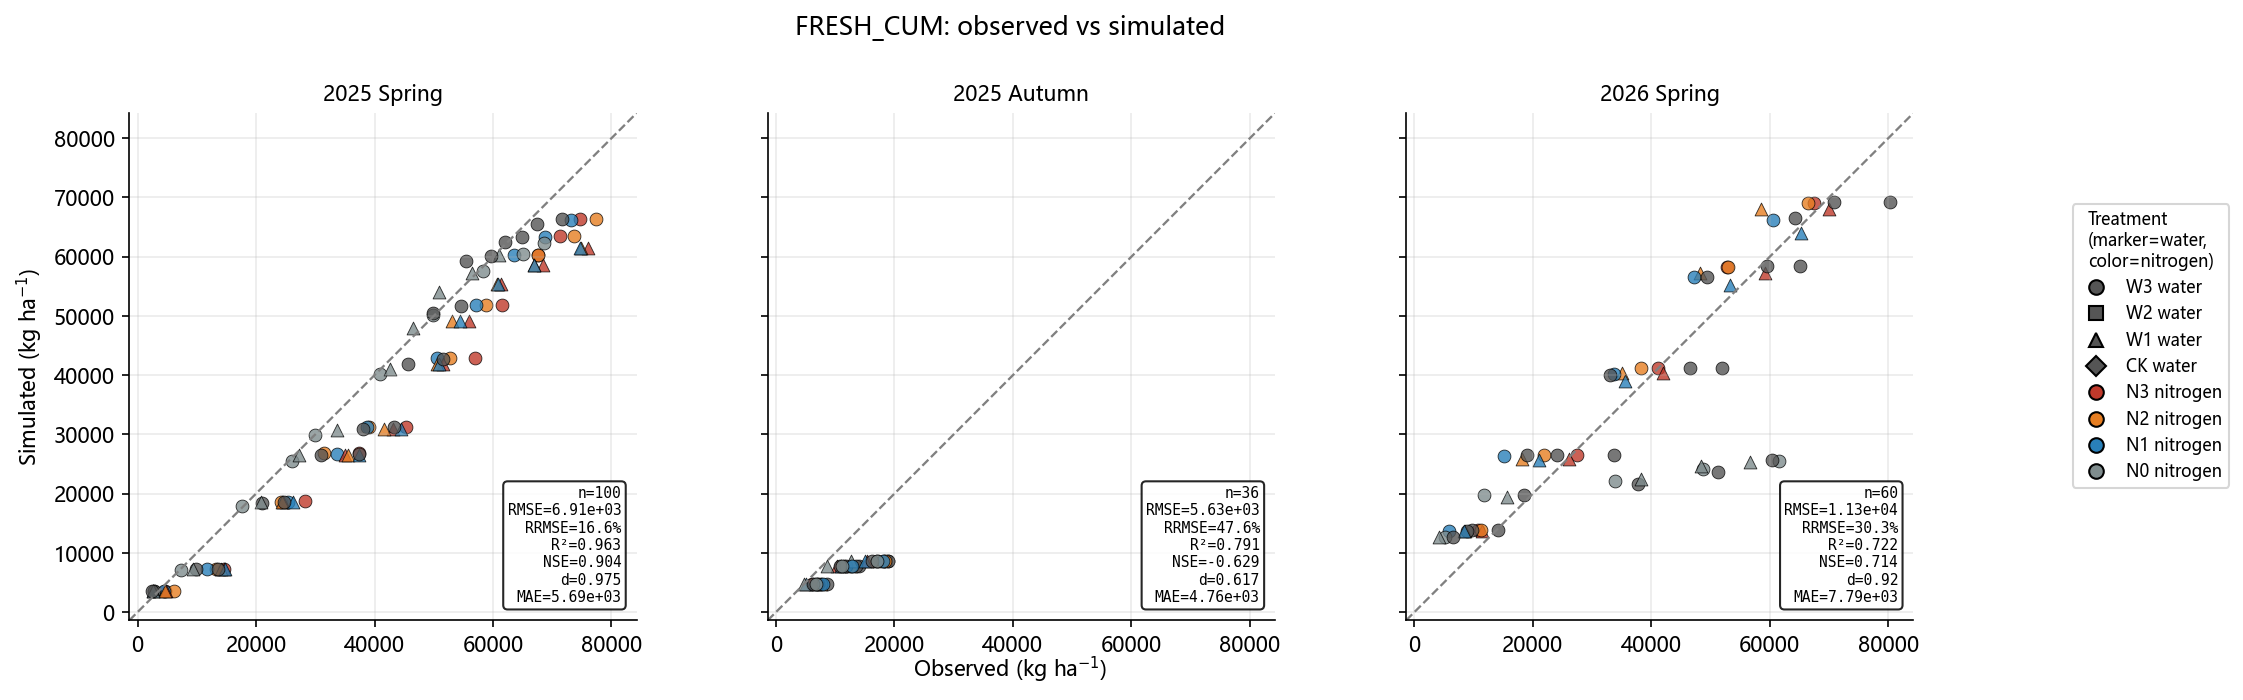 FRESH_CUM: observed vs simulated
2025 Spring
2025 Autumn
2026 Spring
Simulated (kg ha⁻¹)
80000
70000
60000
50000
40000
30000
20000
10000
0
n=100
RMSE=6.91e+03
RRMSE=16.6%
R²=0.963
NSE=0.904
d=0.975
MAE=5.69e+03
n=36
RMSE=5.63e+03
RRMSE=47.6%
R²=0.791
NSE=-0.629
d=0.617
MAE=4.76e+03
n=60
RMSE=1.13e+04
RRMSE=30.3%
R²=0.722
NSE=0.714
d=0.92
MAE=7.79e+03
0 20000 40000 60000 80000
0 20000 40000 60000 80000
0 20000 40000 60000 80000
Observed (kg ha⁻¹)
Treatment
(marker=water,
color=nitrogen)
W3 water
W2 water
W1 water
CK water
N3 nitrogen
N2 nitrogen
N1 nitrogen
N0 nitrogen